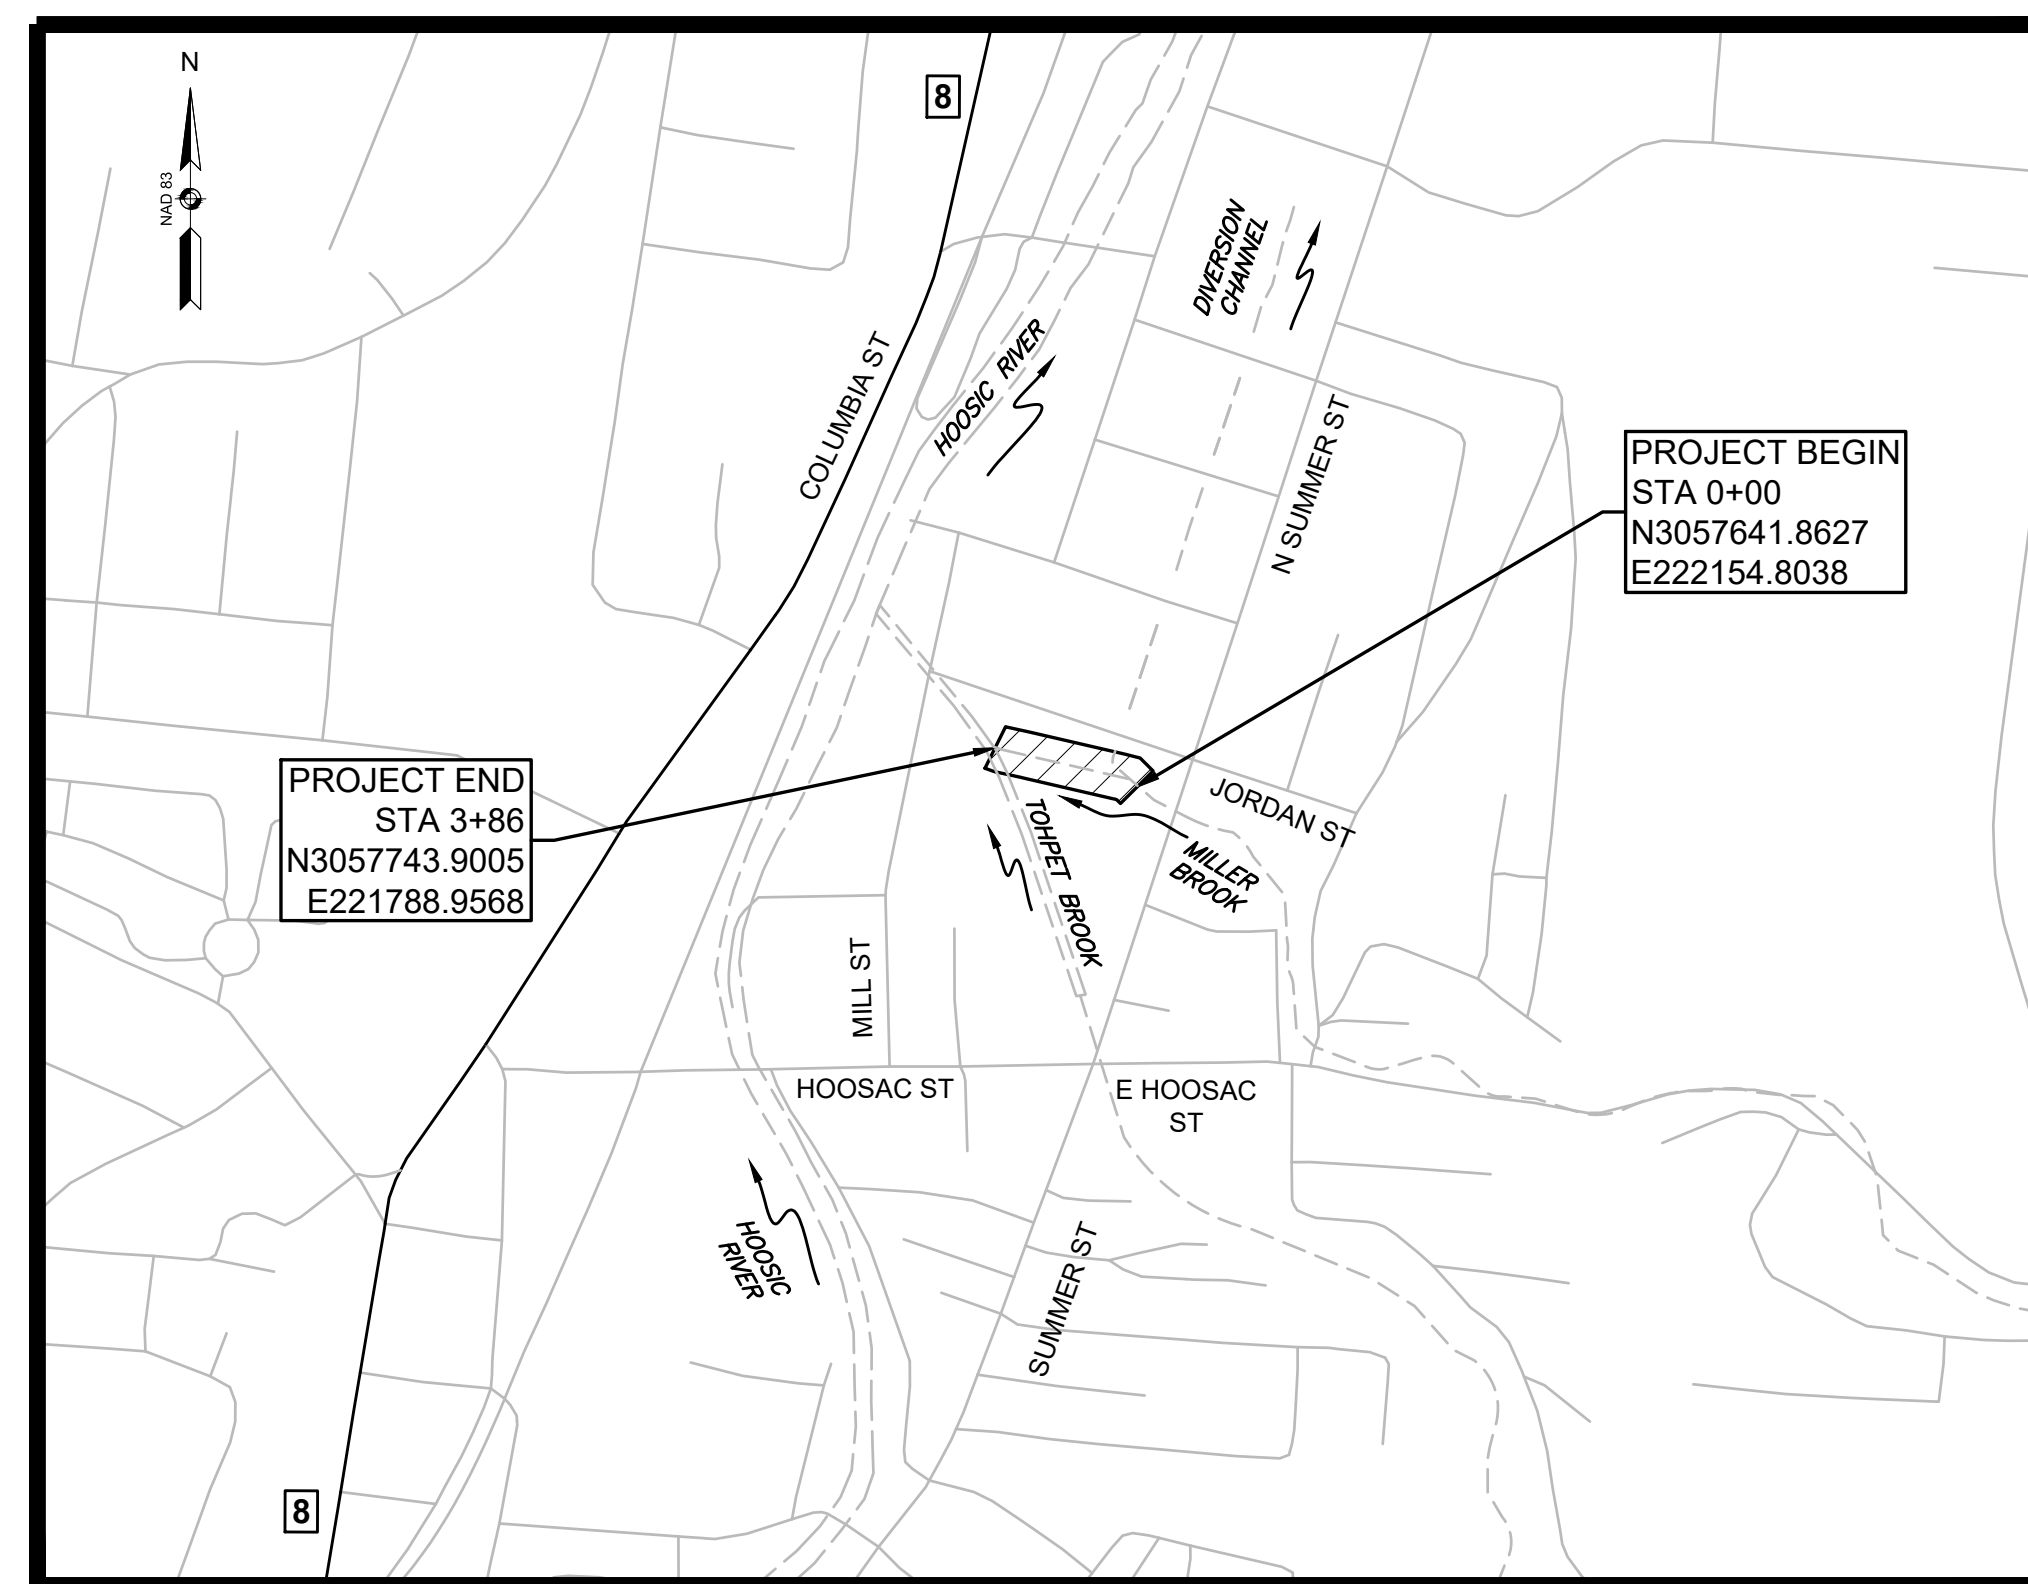 N
NAD 83
8
DIVERSION
CHANNEL
HOOSIC RIVER
COLUMBIA ST
N SUMMER ST
PROJECT BEGIN
STA 0+00
N3057641.8627
E222154.8038
PROJECT END
STA 3+86
N3057743.9005
E221788.9568
JORDAN ST
TOHPET BROOK
MILLER
BROOK
MILL ST
HOOSAC ST
E HOOSAC
ST
HOOSIC
RIVER
SUMMER ST
8